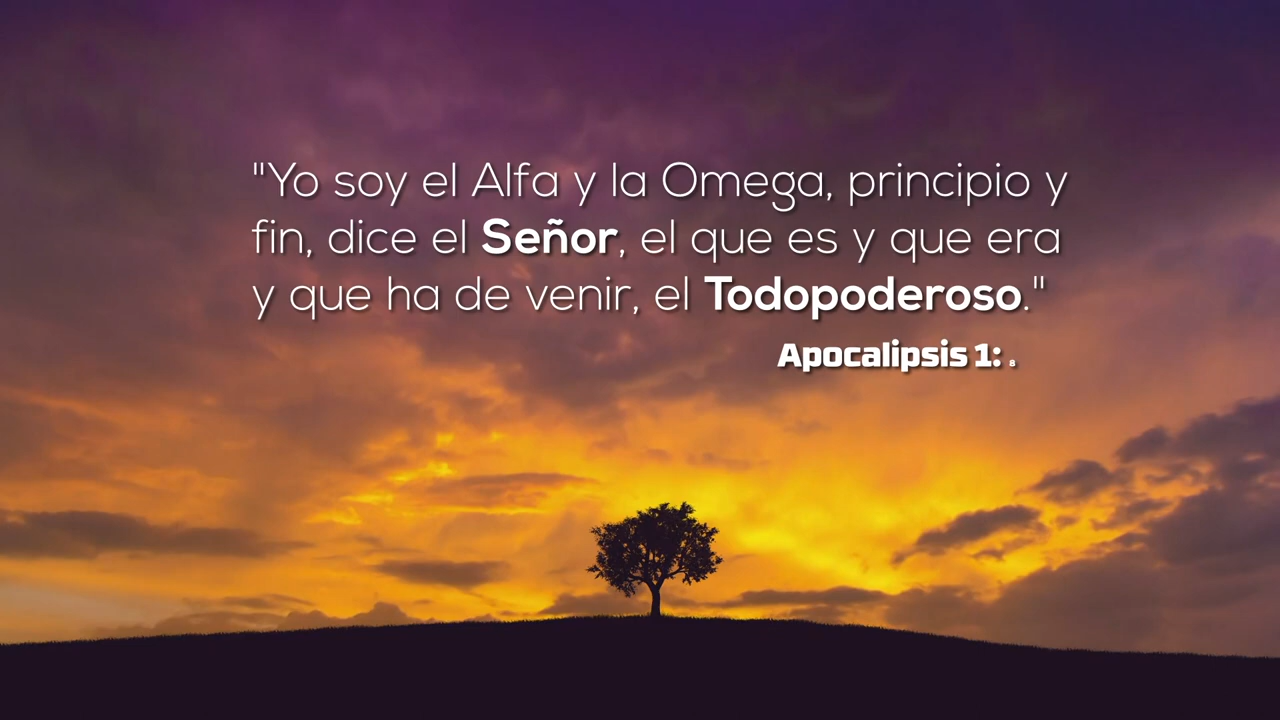 "Yo soy el Alfa y la Omega, principio y
fin, dice el Señor, el que es y que era
y que ha de venir, el Todopoderoso."
Apocalipsis 1: 8